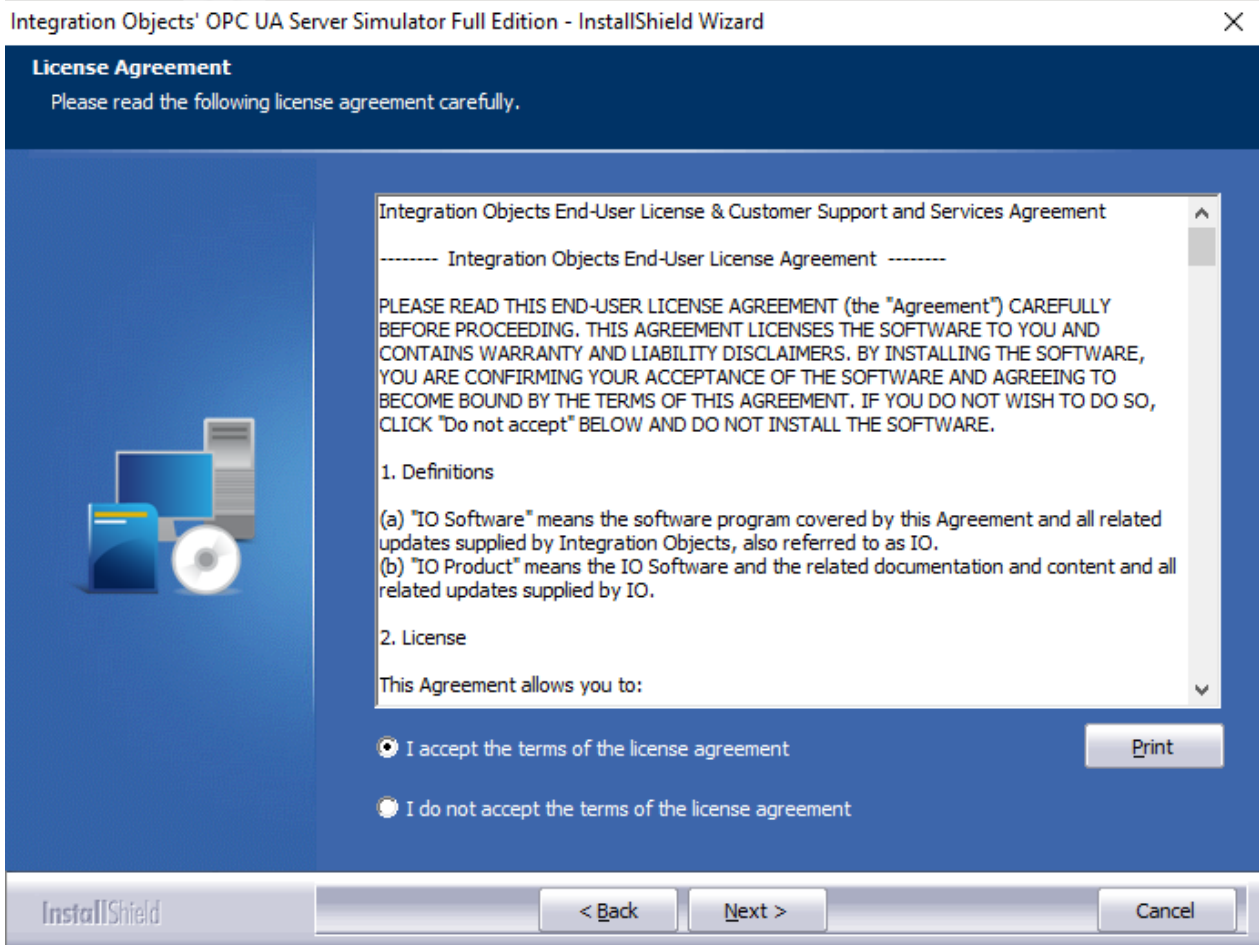 Integration Objects' OPC UA Server Simulator Full Edition - InstallShield Wizard
License Agreement
Please read the following license agreement carefully.
Integration Objects End-User License & Customer Support and Services Agreement
-------- Integration Objects End-User License Agreement --------
PLEASE READ THIS END-USER LICENSE AGREEMENT (the "Agreement") CAREFULLY
BEFORE PROCEEDING. THIS AGREEMENT LICENSES THE SOFTWARE TO YOU AND
CONTAINS WARRANTY AND LIABILITY DISCLAIMERS. BY INSTALLING THE SOFTWARE,
YOU ARE CONFIRMING YOUR ACCEPTANCE OF THE SOFTWARE AND AGREEING TO
BECOME BOUND BY THE TERMS OF THIS AGREEMENT. IF YOU DO NOT WISH TO DO SO,
CLICK "Do not accept" BELOW AND DO NOT INSTALL THE SOFTWARE.
1. Definitions
(a) "IO Software" means the software program covered by this Agreement and all related
updates supplied by Integration Objects, also referred to as IO.
(b) "IO Product" means the IO Software and the related documentation and content and all
related updates supplied by IO.
2. License
This Agreement allows you to:
I accept the terms of the license agreement
Print
I do not accept the terms of the license agreement
InstallShield
< Back
Next >
Cancel